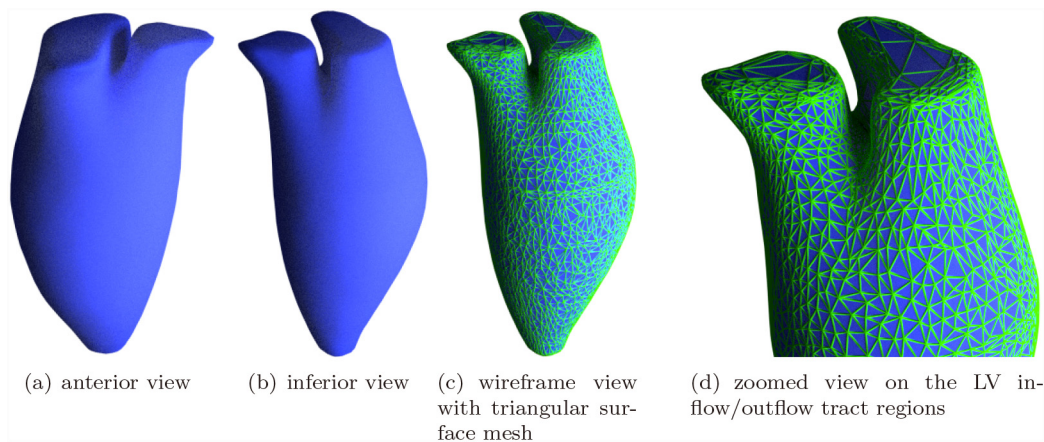 (a) anterior view
(b) inferior view
(c) wireframe view
with triangular sur-
face mesh
(d) zoomed view on the LV in-
flow/outflow tract regions